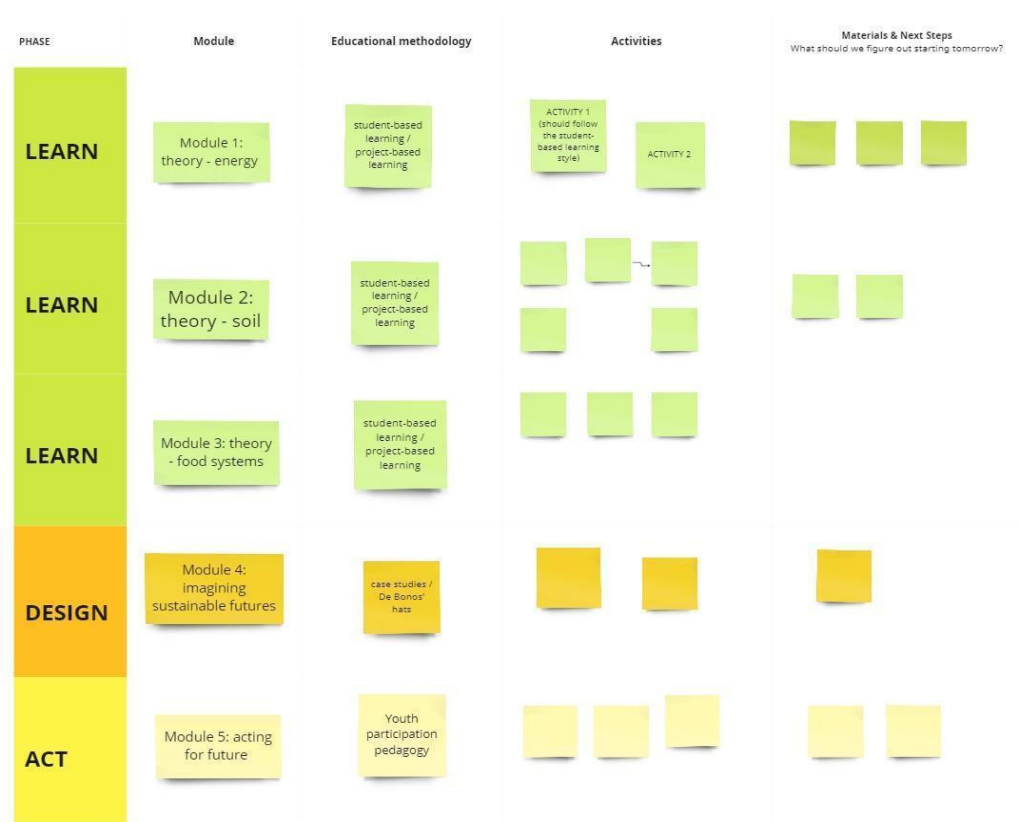 PHASE
Module
Educational methodology
Activities
Materials & Next Steps
What should we figure out starting tomorrow?
LEARN
Module 1:
theory - energy
student-based
learning /
project-based
learning
ACTIVITY 1
(should follow
the student-
based learning
style)
ACTIVITY 2
LEARN
Module 2:
theory - soil
student-based
learning /
project-based
learning
LEARN
Module 3: theory
- food systems
student-based
learning /
project-based
learning
DESIGN
Module 4:
imagining
sustainable futures
case studies /
De Bonos'
hats
ACT
Module 5: acting
for future
Youth
participation
pedagogy